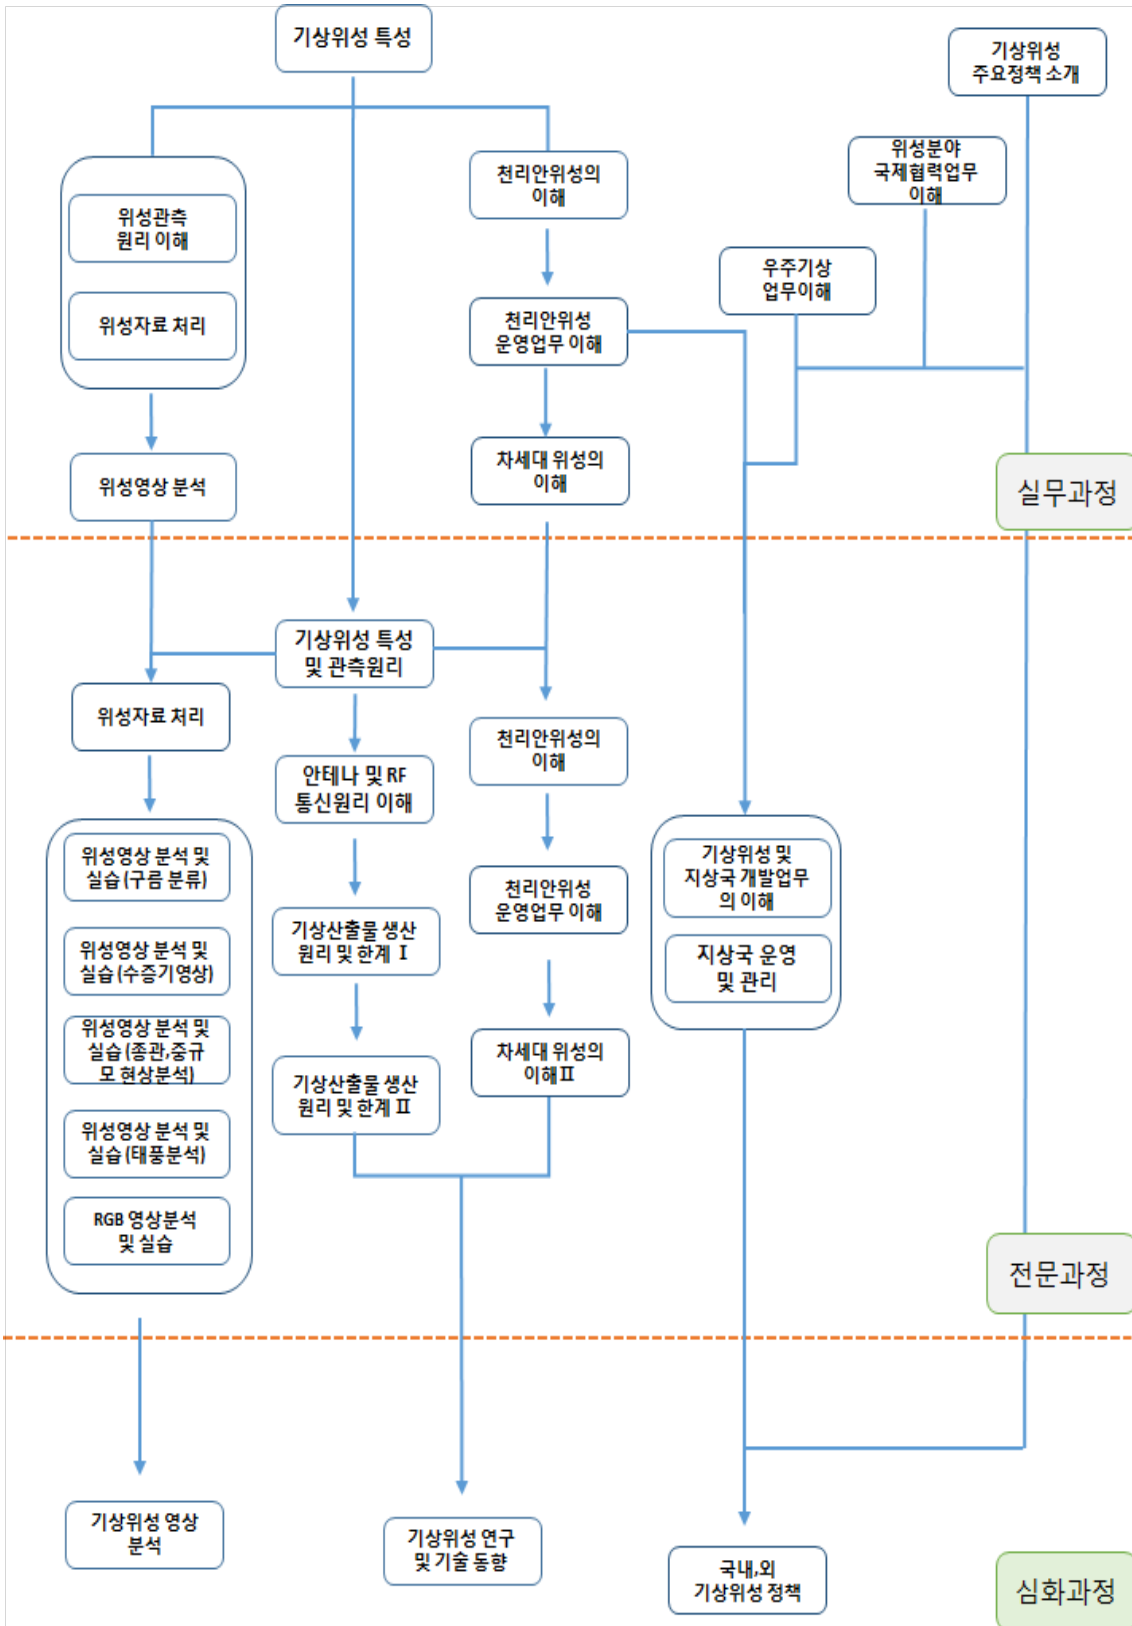 기상위성 특성
기상위성
주요정책 소개
위성분야
국제협력업무
이해
천리안위성의
이해
위성관측
원리 이해
우주기상
업무이해
위성자료 처리
천리안위성
운영업무 이해
위성영상 분석
차세대 위성의
이해
실무과정
기상위성 특성
및 관측원리
위성자료 처리
천리안위성의
이해
안테나 및 RF
통신원리 이해
위성영상 분석 및
실습(구름 분류)
기상위성 및
지상국 개발업무
의 이해
천리안위성
운영업무 이해
위성영상 분석 및
실습(수증기영상)
기상산출물 생산
원리 및 한계 Ⅰ
지상국 운영
및 관리
위성영상 분석 및
실습(종관,중규
모 현상분석)
차세대 위성의
이해Ⅱ
기상산출물 생산
원리 및 한계 Ⅱ
위성영상 분석 및
실습(태풍분석)
RGB 영상분석
및 실습
전문과정
기상위성 영상
분석
기상위성 연구
및 기술 동향
국내,외
기상위성 정책
심화과정